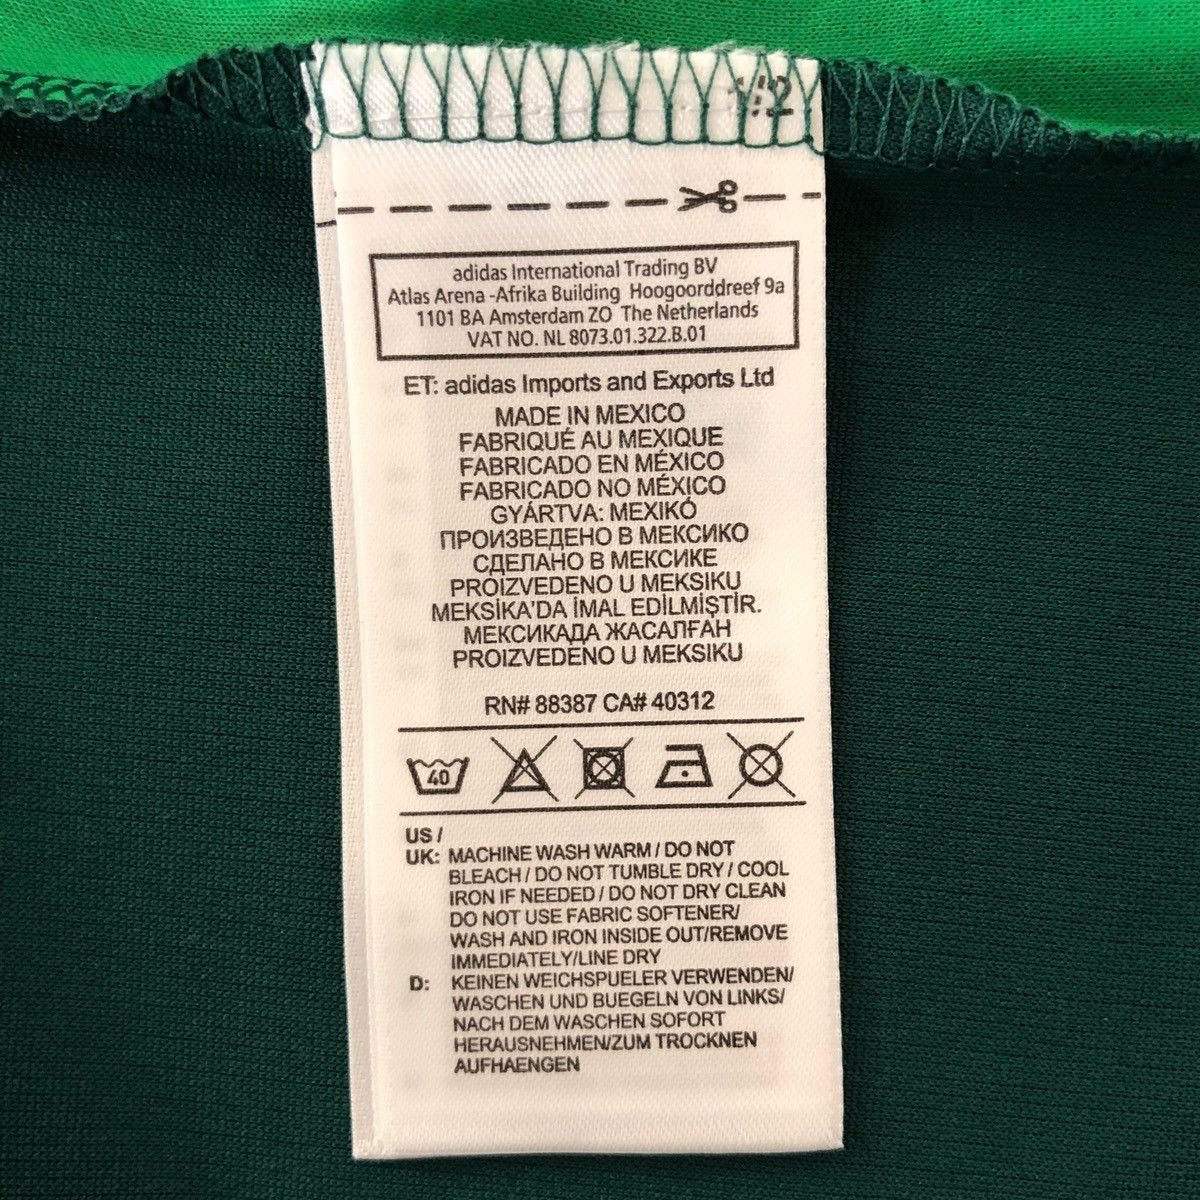 adidas International Trading BV
Atlas Arena -Afrika Building Hoogoorddreef 9a
1101 BA Amsterdam ZO The Netherlands
VAT NO. NL 8073.01.322.B.01
ET: adidas Imports and Exports Ltd
MADE IN MEXICO
FABRIQUÉ AU MEXIQUE
FABRICADO EN MÉXICO
FABRICADO NO MÉXICO
GYÁRTVA: MEXIKÓ
ПРОИЗВЕДЕНО В МЕКСИКО
СДЕЛАНО В МЕКСИКЕ
PROIZVEDENO U MEKSIKU
MEKSİKA'DA İMAL EDİLMİŞTİR.
МЕКСИКАДА ЖАСАЛҒАН
PROIZVEDENO U MEKSIKU
RN# 88387 CA# 40312
40
US /
UK: MACHINE WASH WARM / DO NOT
BLEACH / DO NOT TUMBLE DRY / COOL
IRON IF NEEDED / DO NOT DRY CLEAN
DO NOT USE FABRIC SOFTENER/
WASH AND IRON INSIDE OUT/REMOVE
IMMEDIATELY/LINE DRY
D: KEINEN WEICHSPUELER VERWENDEN/
WASCHEN UND BUEGELN VON LINKS/
NACH DEM WASCHEN SOFORT
HERAUSNEHMEN/ZUM TROCKNEN
AUFHAENGEN